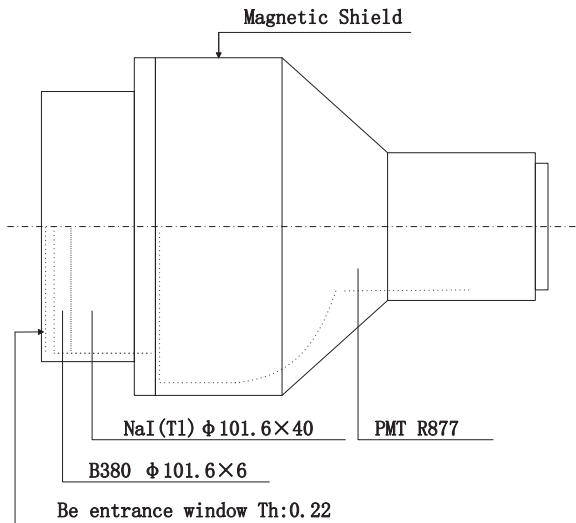 Magnetic Shield
NaI(Tl) ϕ101.6×40
PMT R877
B380 ϕ101.6×6
Be entrance window Th:0.22